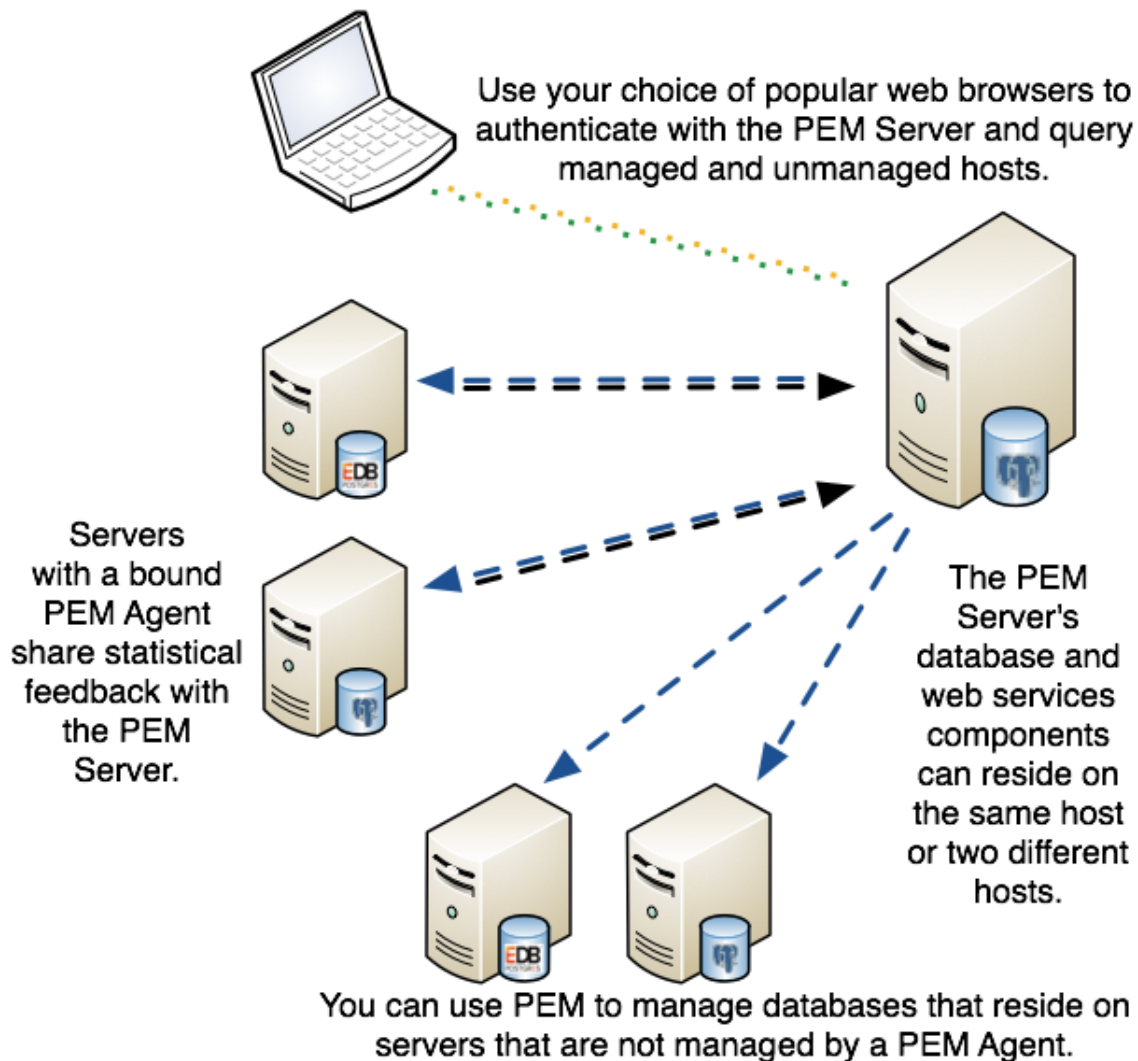 Use your choice of popular web browsers to
authenticate with the PEM Server and query
managed and unmanaged hosts.
EDB
POSTGRES
Servers
with a bound
PEM Agent
share statistical
feedback with
the PEM
Server.
The PEM
Server's
database and
web services
components
can reside on
the same host
or two different
hosts.
EDB
POSTGRES
You can use PEM to manage databases that reside on
servers that are not managed by a PEM Agent.